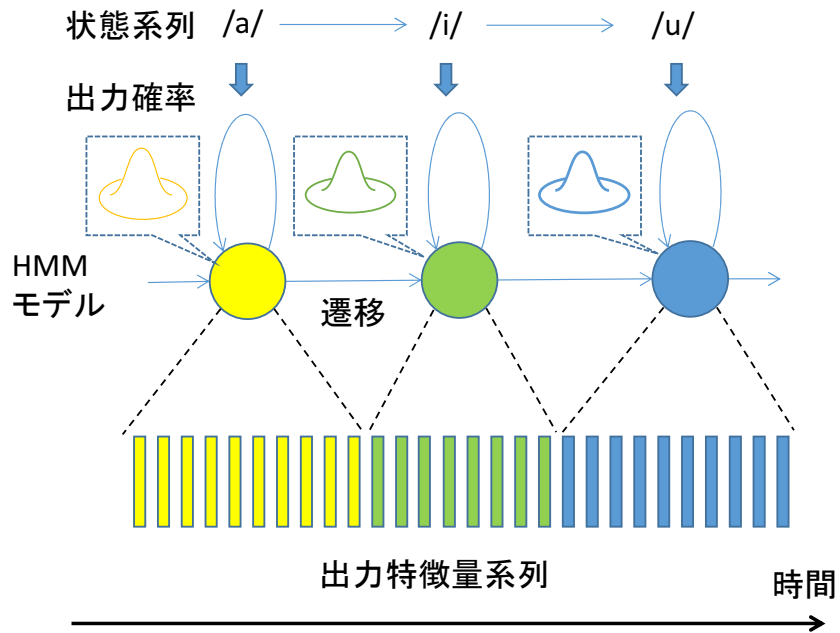 状態系列 /a/ /i/ /u/
出力確率
HMM
モデル
遷移
出力特徴量系列
時間